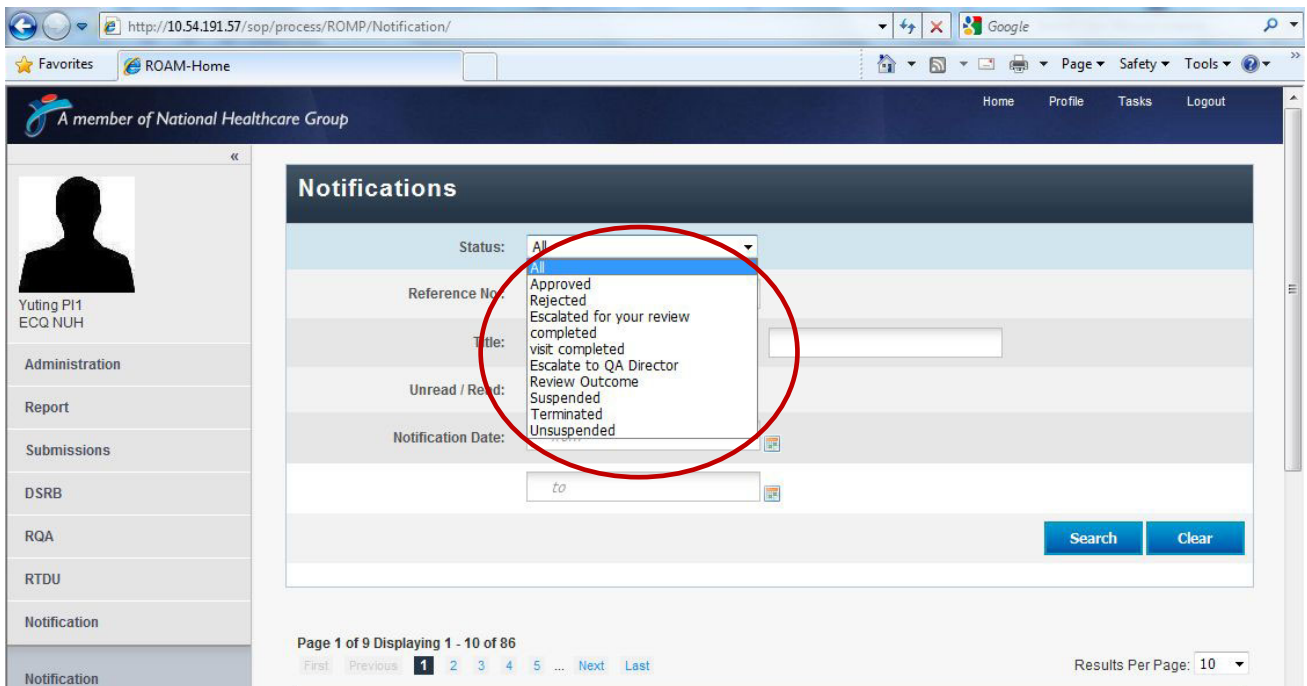 http://10.54.191.57/sop/process/ROMP/Notification/
Google
Favorites
ROAM-Home
Page
Safety
Tools
»
A member of National Healthcare Group
Home Profile Tasks Logout
«
Yuting PI1
ECQ NUH
Administration
Report
Submissions
DSRB
RQA
RTDU
Notification
Notification
Notifications
Status: All
All
Approved
Rejected
Escalated for your review
completed
visit completed
Escalate to QA Director
Review Outcome
Suspended
Terminated
Unsuspended
Reference No.:
Title:
Unread / Read:
Notification Date:
to
Search Clear
Page 1 of 9 Displaying 1 - 10 of 86
First Previous 1 2 3 4 5 ... Next Last
Results Per Page: 10